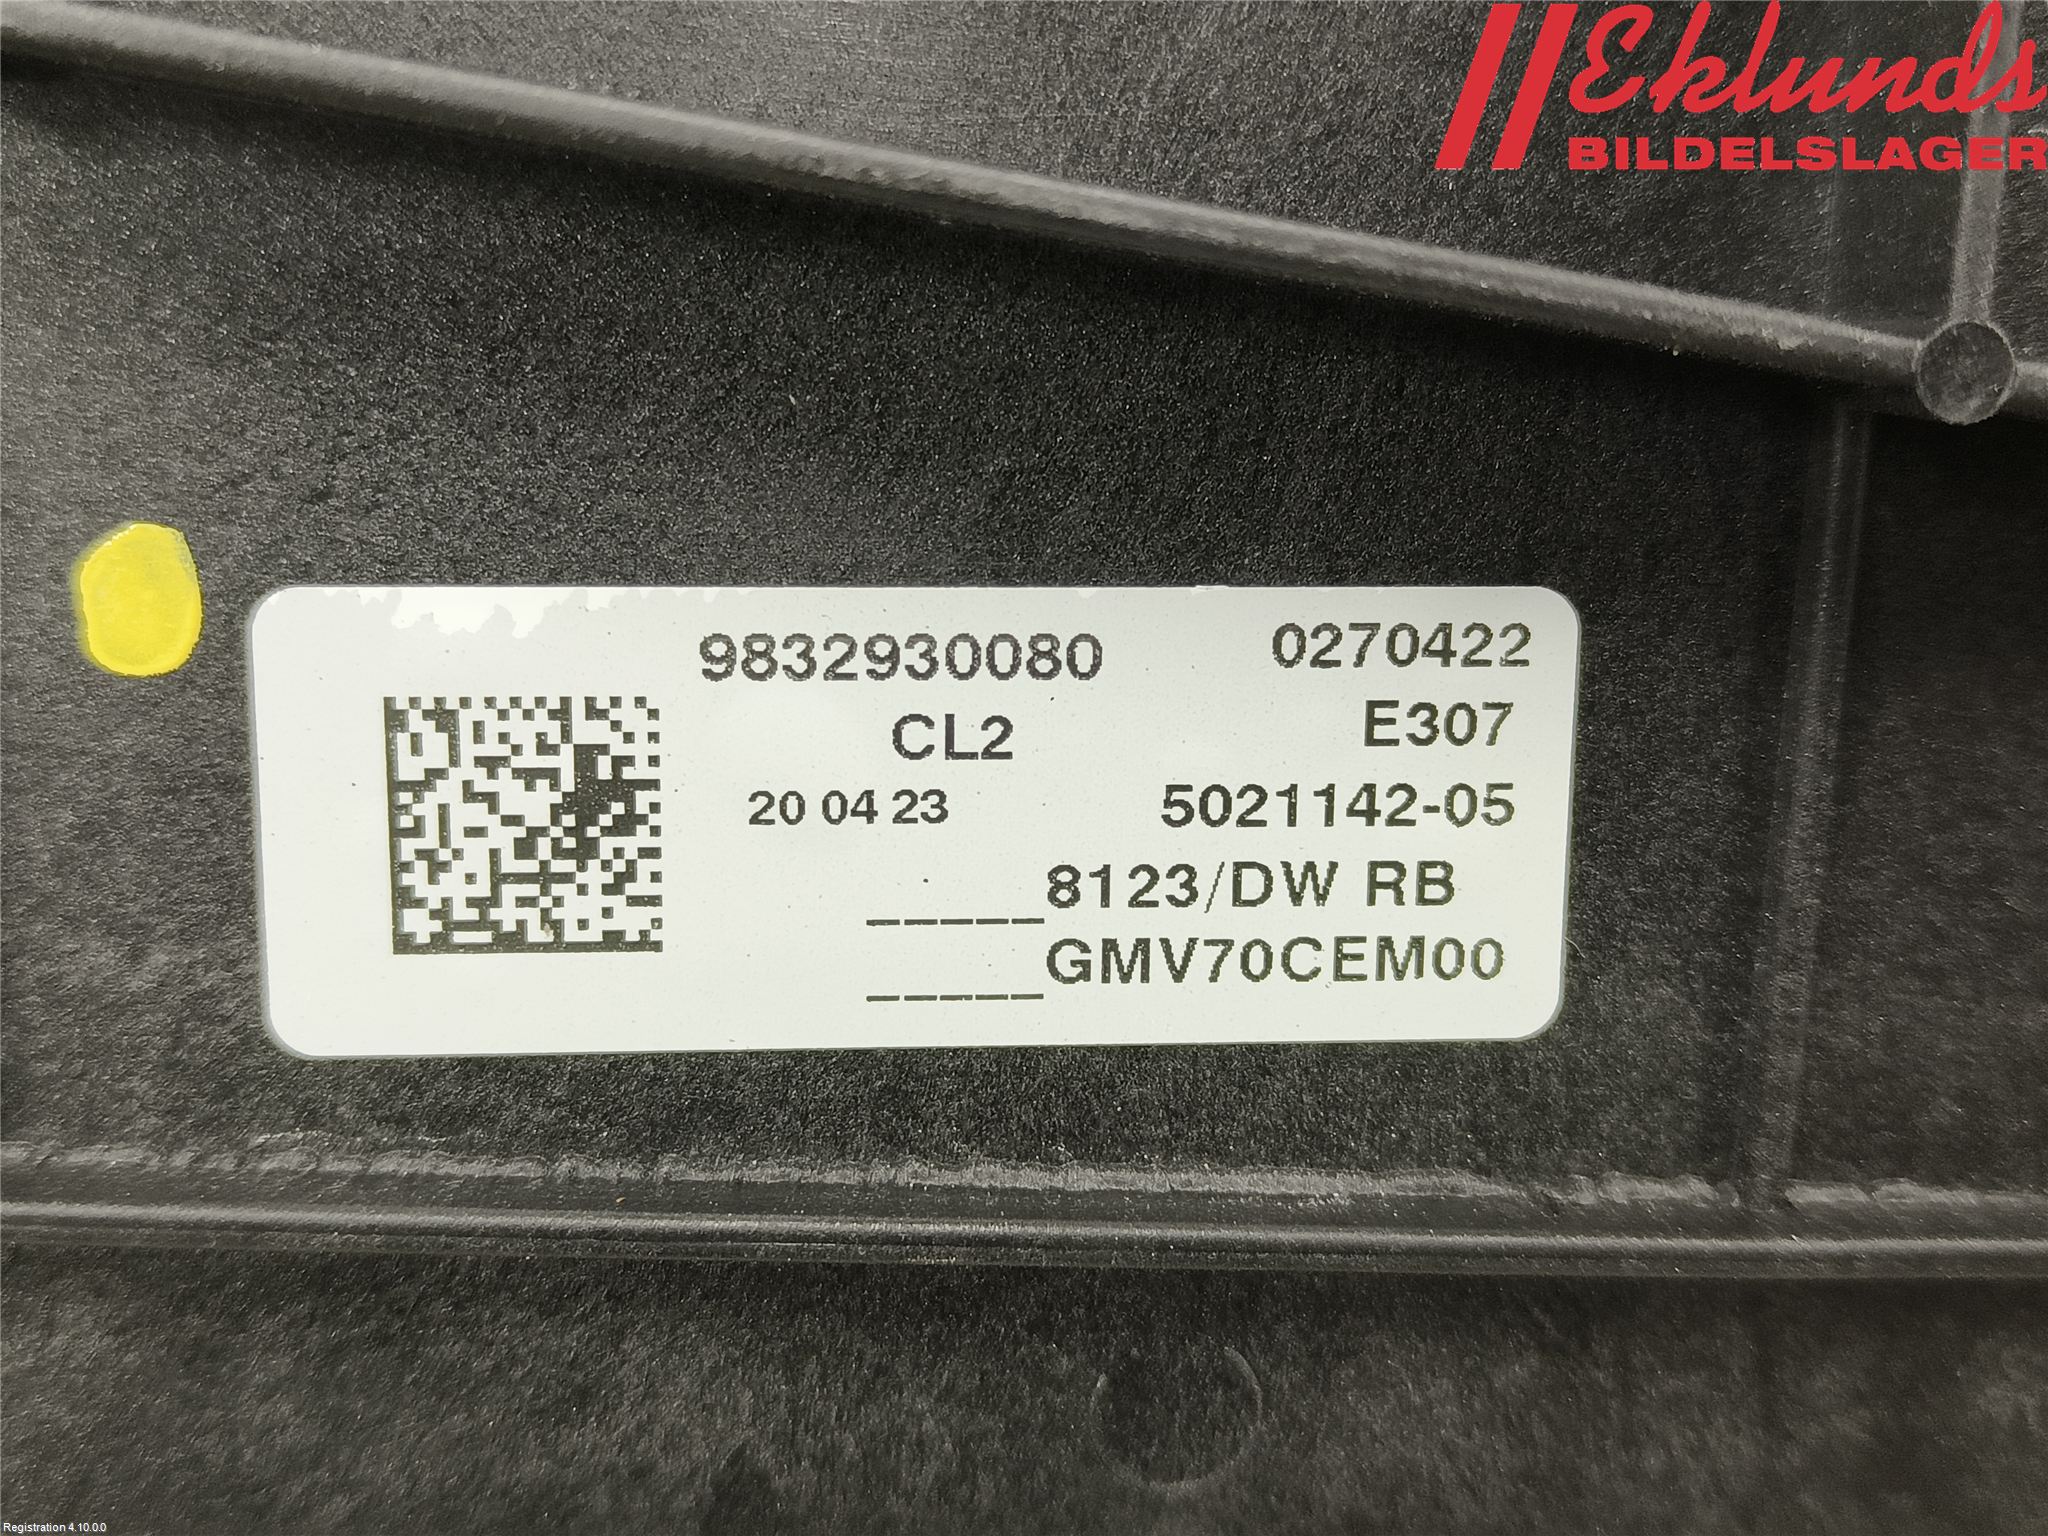 Eklunds
BILDELSLAGER
9832930080
0270422
CL2
E307
20 04 23
5021142-05
_____8123/DW RB
_____GMV70CEM00
Registration 4.10.0.0